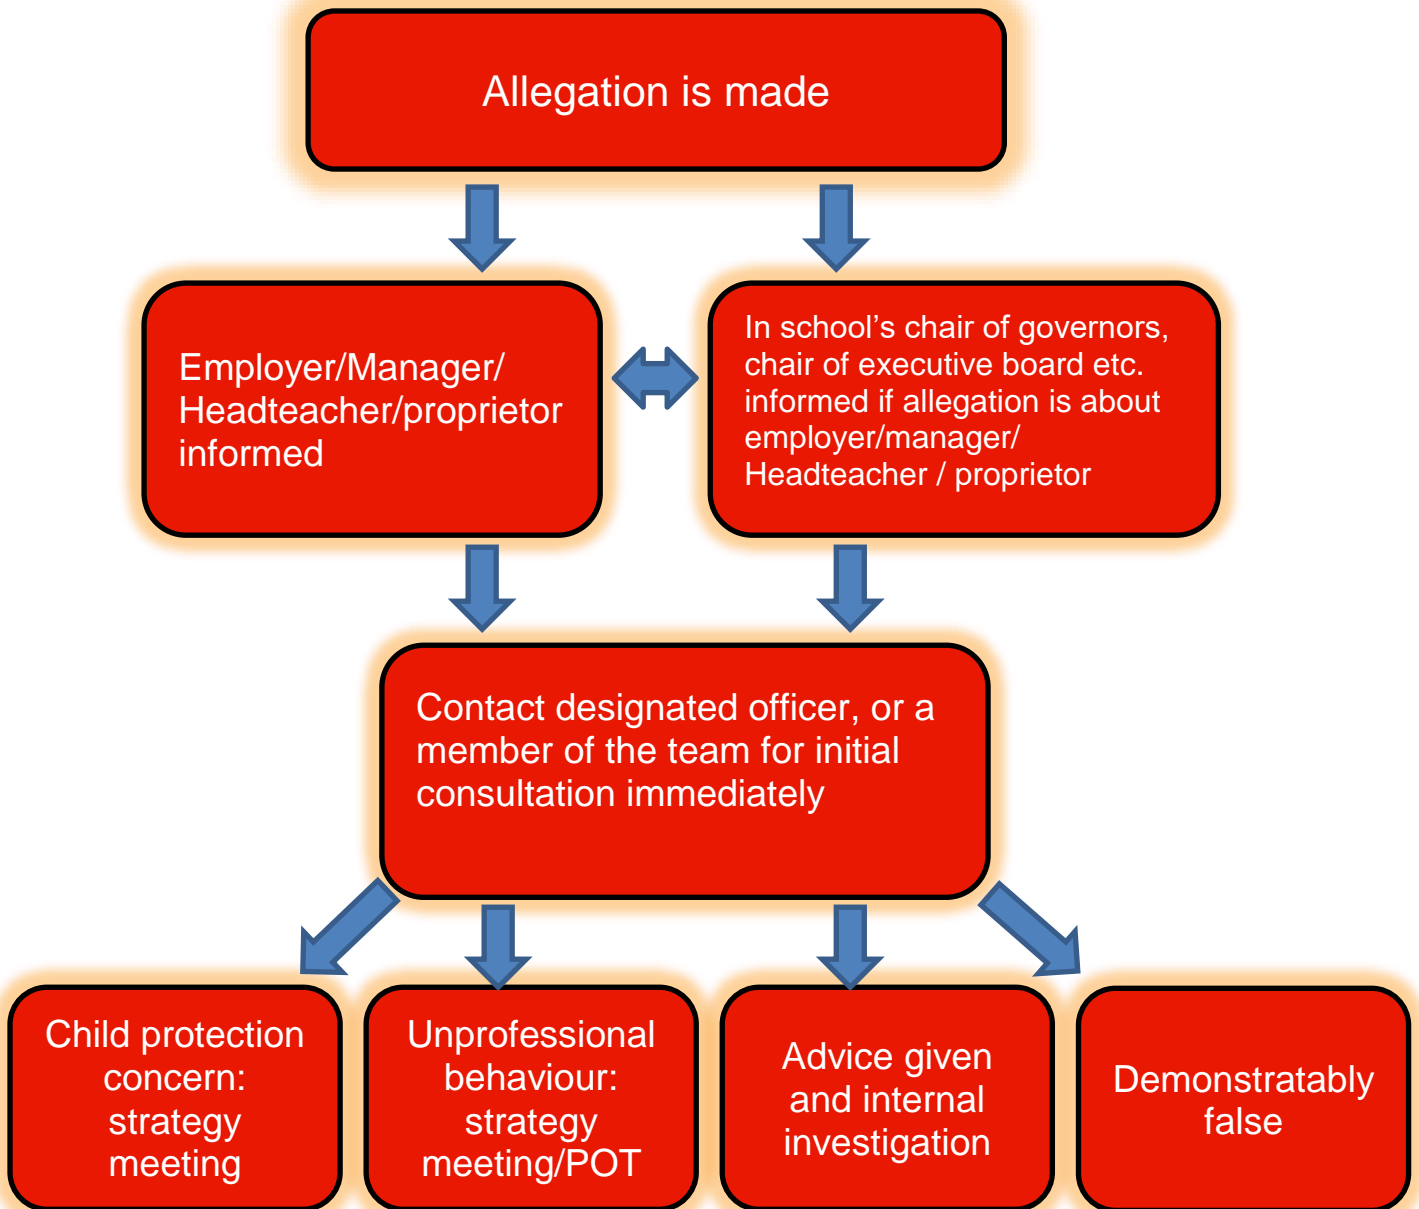 Allegation is made
Employer/Manager/
Headteacher/proprietor
informed
In school’s chair of governors,
chair of executive board etc.
informed if allegation is about
employer/manager/
Headteacher / proprietor
Contact designated officer, or a
member of the team for initial
consultation immediately
Child protection
concern:
strategy
meeting
Unprofessional
behaviour:
strategy
meeting/POT
Advice given
and internal
investigation
Demonstratably
false